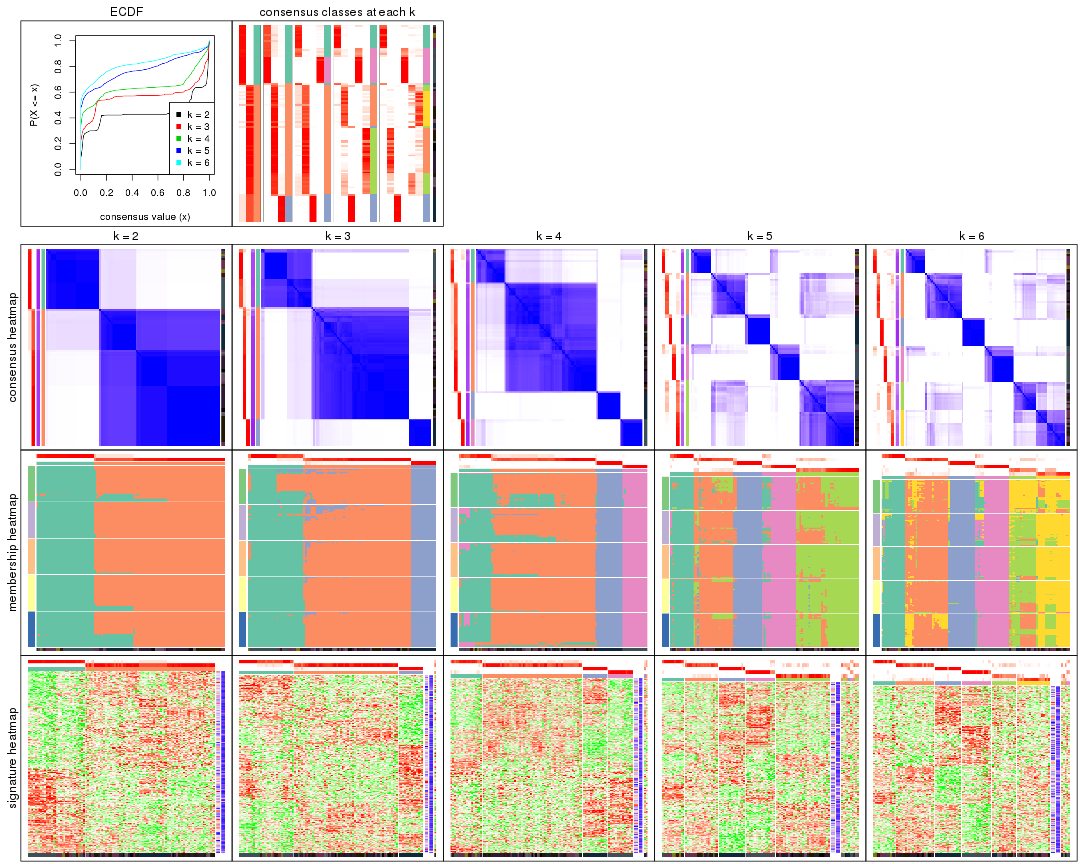 ECDF
consensus classes at each k
P(X <= x)
0.0 0.2 0.4 0.6 0.8 1.0
k = 2
k = 3
k = 4
k = 5
k = 6
0.0 0.2 0.4 0.6 0.8 1.0
consensus value (x)
k = 2 k = 3 k = 4 k = 5 k = 6
consensus heatmap
membership heatmap
signature heatmap